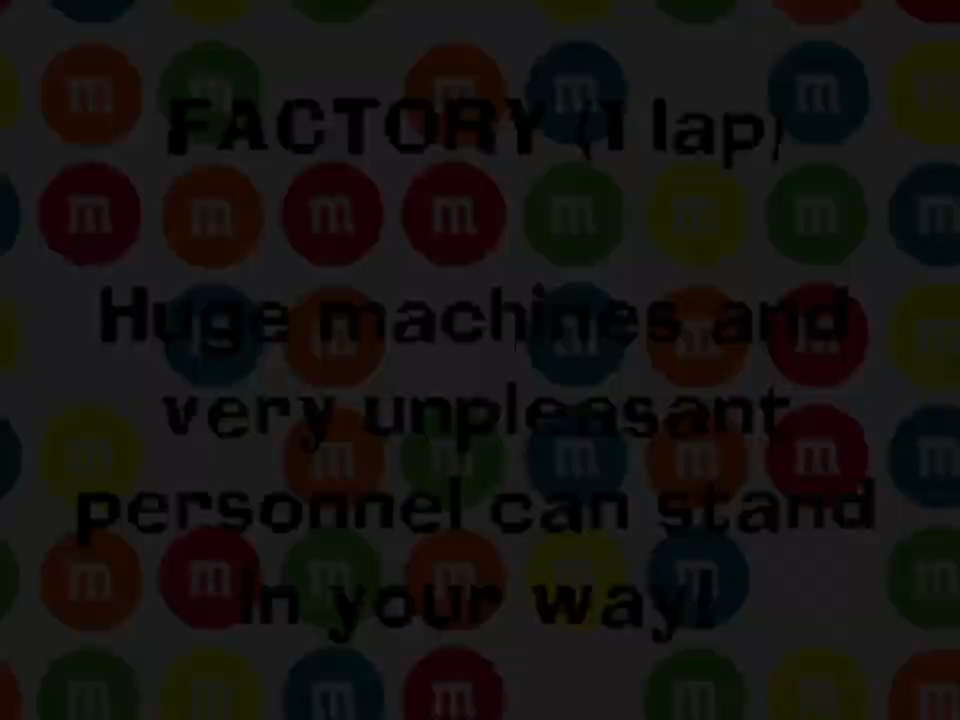 FACTORY (1 lap)
Huge machines and
very unpleasant
personnel can stand
in your way!